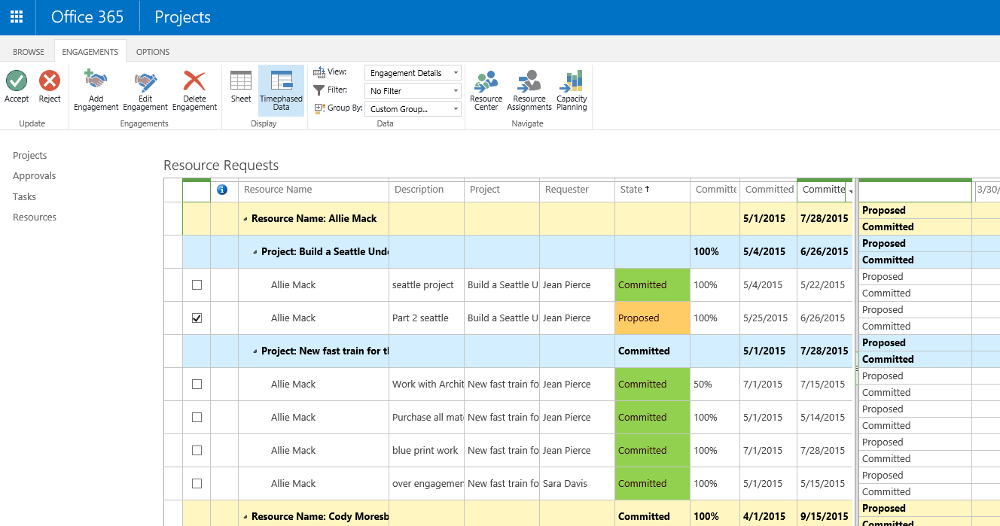 Office 365 Projects
BROWSE ENGAGEMENTS OPTIONS
Accept Reject Add Engagement Edit Engagement Delete Engagement Sheet Timephased Data View: Engagement Details Filter: No Filter Group By: Custom Group... Resource Center Resource Assignments Capacity Planning
Update Engagements Display Data Navigate
Projects
Approvals
Tasks
Resources
Resource Requests
Resource Name Description Project Requester State Committe Committed Committe 3/30/
Resource Name: Allie Mack 5/1/2015 7/28/2015 Proposed
Committed
Project: Build a Seattle Unde 100% 5/4/2015 6/26/2015 Proposed
Committed
Allie Mack seattle project Build a Seattle U Jean Pierce Committed 100% 5/4/2015 5/22/2015 Proposed
Committed
Allie Mack Part 2 seattle Build a Seattle U Jean Pierce Proposed 100% 5/25/2015 6/26/2015 Proposed
Committed
Project: New fast train for th Committed 5/1/2015 7/28/2015 Proposed
Committed
Allie Mack Work with Archit New fast train fo Jean Pierce Committed 50% 7/1/2015 7/15/2015 Proposed
Committed
Allie Mack Purchase all mat New fast train fo Jean Pierce Committed 100% 5/1/2015 5/14/2015 Proposed
Committed
Allie Mack blue print work New fast train fo Jean Pierce Committed 100% 7/1/2015 7/28/2015 Proposed
Committed
Allie Mack over engagemen New fast train fo Sara Davis Committed 100% 5/1/2015 5/15/2015 Proposed
Committed
Resource Name: Cody Moresb Committed 100% 4/1/2015 9/15/2015 Proposed
Committed